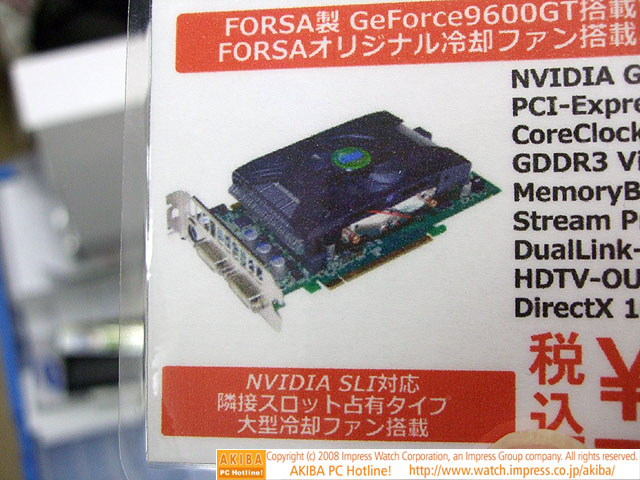 FORSA製 GeForce9600GT搭載
FORSAオリジナル冷却ファン搭載
NVIDIA G
PCI-Expre
CoreClock
GDDR3 Vi
MemoryB
Stream P
DualLink-
HDTV-OU
DirectX 1
税込
¥
NVIDIA SLI対応
隣接スロット占有タイプ
大型冷却ファン搭載
AKIBA PC Hotline!
Copyright (c) 2008 Impress Watch Corporation, an Impress Group company. All rights reserved.
AKIBA PC Hotline! http://www.watch.impress.co.jp/akiba/